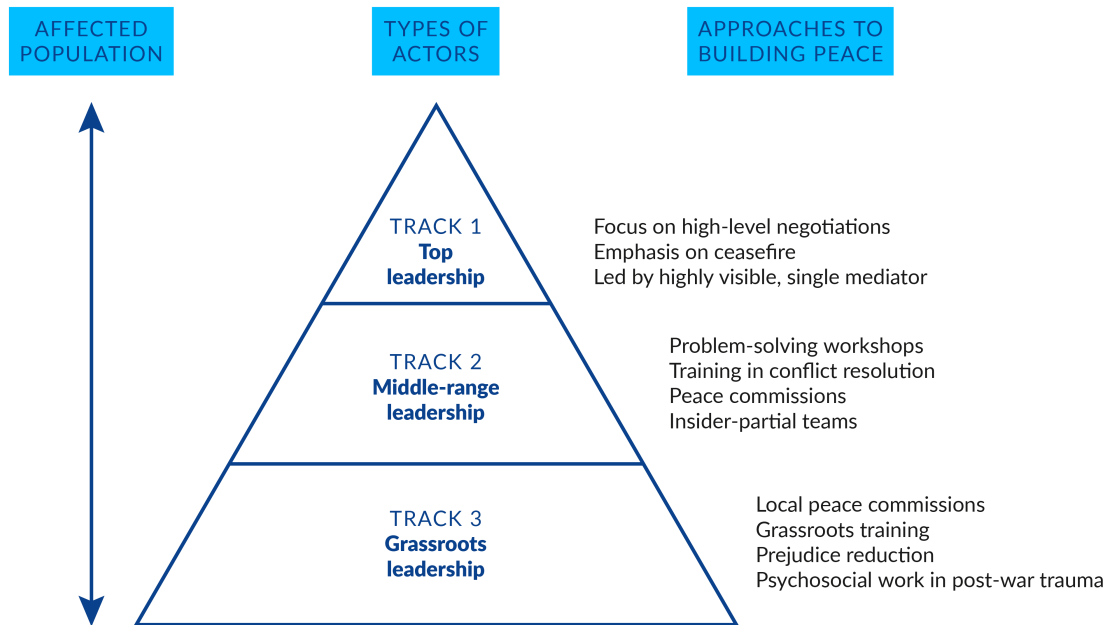 AFFECTED
POPULATION
TYPES OF
ACTORS
APPROACHES TO
BUILDING PEACE
TRACK 1
Top
leadership
Focus on high-level negotiations
Emphasis on ceasefire
Led by highly visible, single mediator
TRACK 2
Middle-range
leadership
Problem-solving workshops
Training in conflict resolution
Peace commissions
Insider-partial teams
TRACK 3
Grassroots
leadership
Local peace commissions
Grassroots training
Prejudice reduction
Psychosocial work in post-war trauma